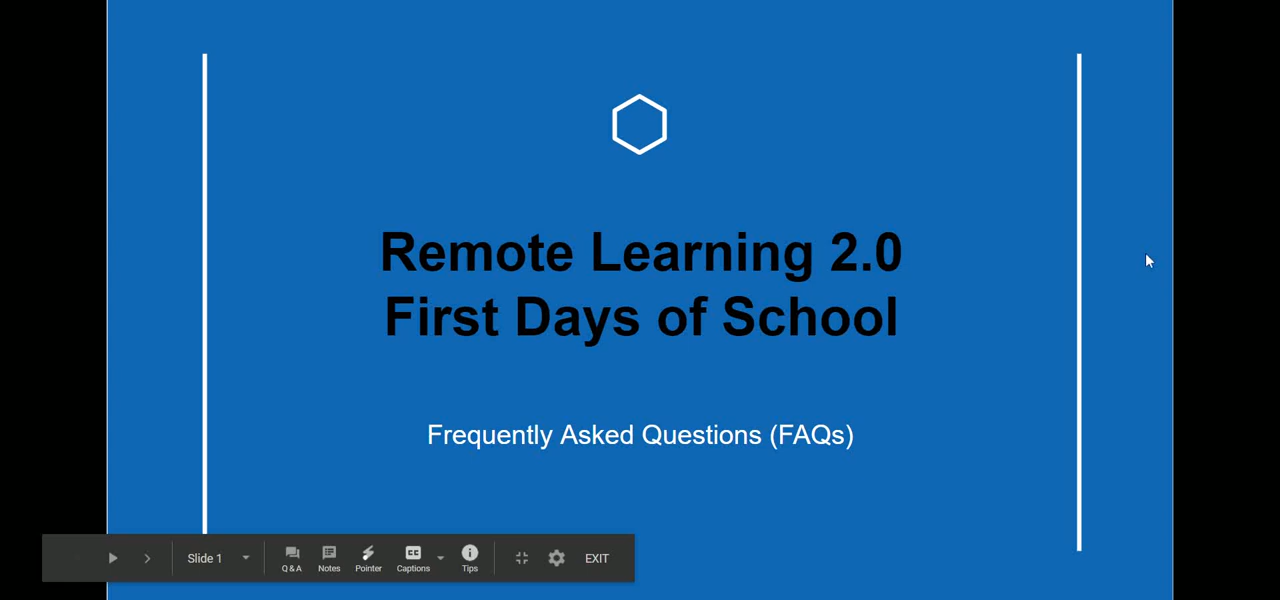 Remote Learning 2.0
First Days of School
Frequently Asked Questions (FAQs)
Slide 1
Q & A
Notes
Pointer
CC
Captions
Tips
EXIT